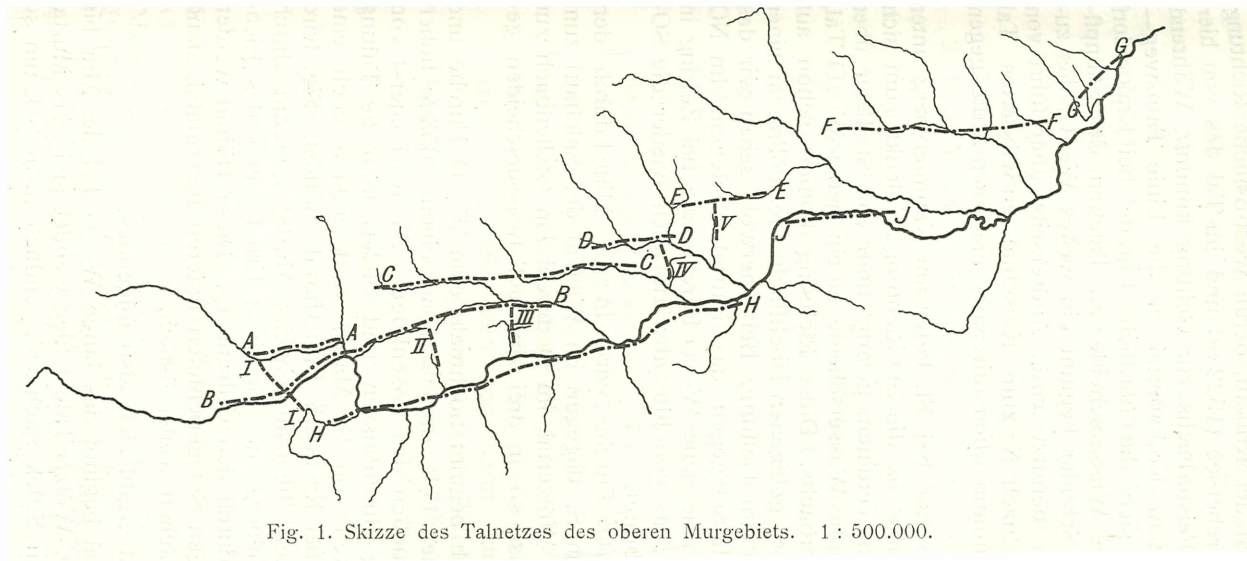 G
G
F
F
E
E
V
J
J
D
D
C
C
IV
H
B
III
A
A
II
I
B
I
H
Fig. 1. Skizze des Talnetzes des oberen Murgebiets. 1 : 500.000.